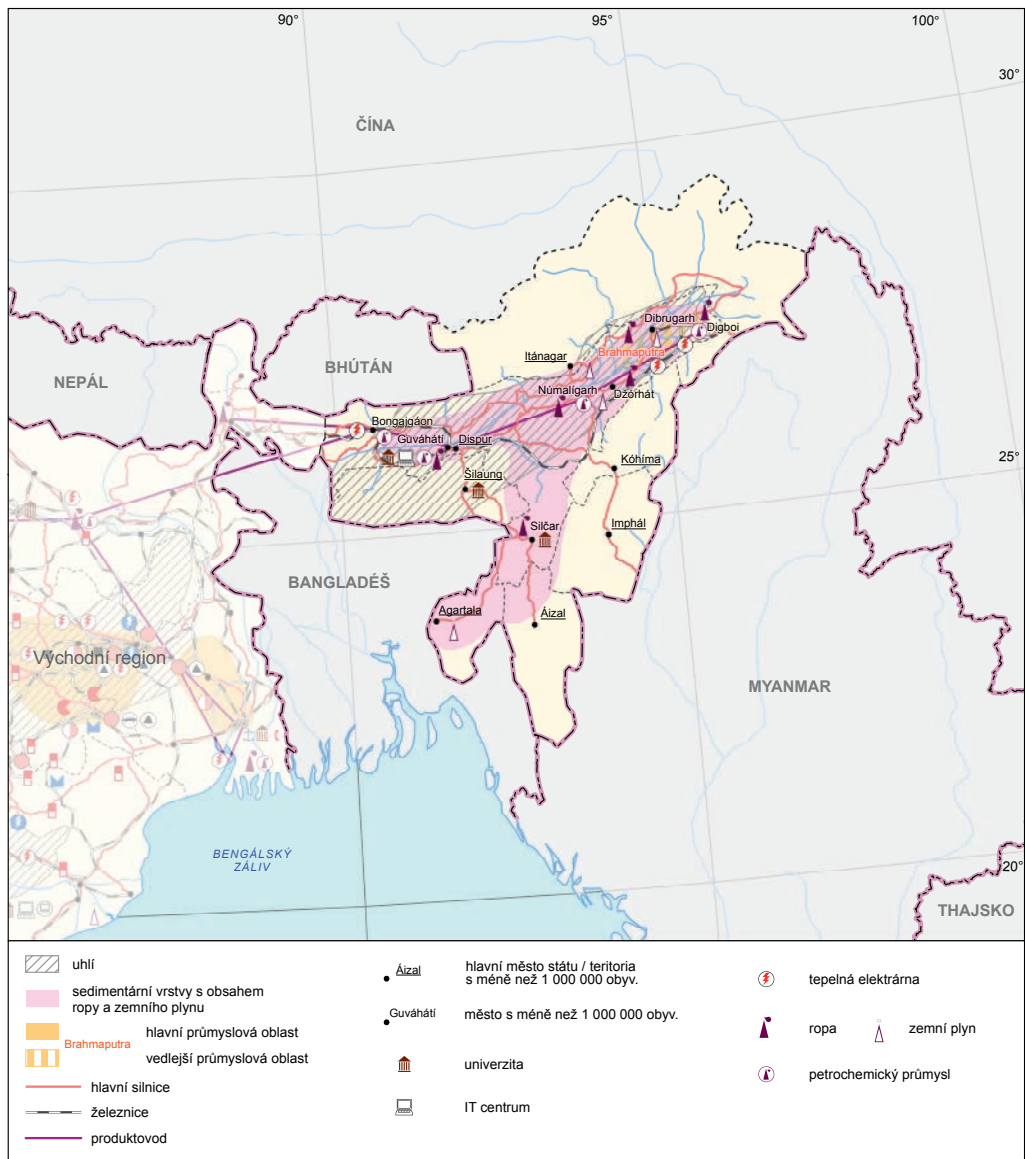 90°
95°
100°
30°
ČÍNA
NEPÁL
BHÚTÁN
Dibrugarh
Digboi
Itánagar
Brahmaputra
Númalígarh
Džórhát
Bongaigáon
Guváhátí
Dispur
Šilaung
Kóhíma
25°
Silčar
Imphál
BANGLADÉŠ
Agartala
Áizal
Východní region
MYANMAR
BENGÁLSKÝ
ZÁLIV
20°
THAJSKO
uhlí
sedimentární vrstvy s obsahem
ropy a zemního plynu
Brahmaputra
hlavní průmyslová oblast
vedlejší průmyslová oblast
hlavní silnice
železnice
produktovod
Áizal
hlavní město státu / teritoria
s méně než 1 000 000 obyv.
Guváhátí
město s méně než 1 000 000 obyv.
univerzita
IT centrum
tepelná elektrárna
ropa
zemní plyn
petrochemický průmysl